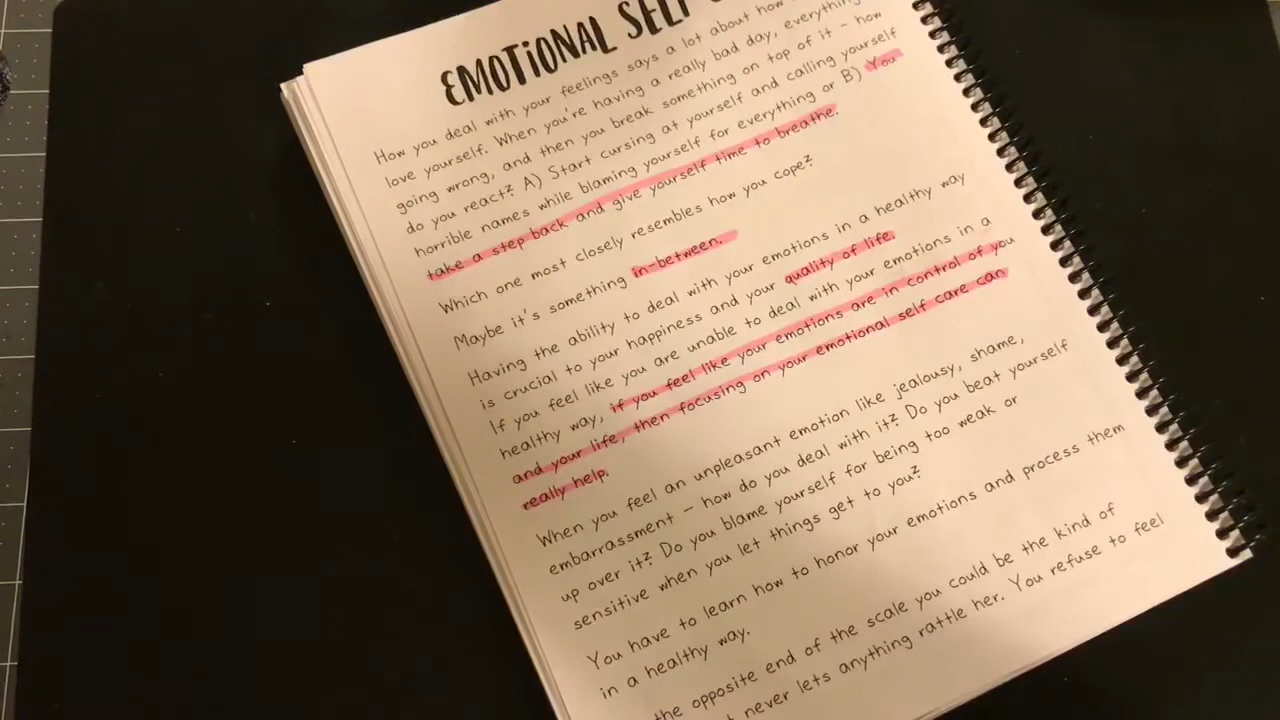 EMOTIONAL SELF
How you deal with your feelings says a lot about how
love yourself. When you're having a really bad day, everything
going wrong, and then you break something on top of it - how
do you react? A) Start cursing at yourself and calling yourself
horrible names while blaming yourself for everything or B) You
take a step back and give yourself time to breathe.
Which one most closely resembles how you cope?
Maybe it's something in-between.
Having the ability to deal with your emotions in a healthy way
is crucial to your happiness and your quality of life.
If you feel like you are unable to deal with your emotions in a
healthy way, if you feel like your emotions are in control of you
and your life, then focusing on your emotional self care can
really help.
When you feel an unpleasant emotion like jealousy, shame,
embarrassment - how do you deal with it? Do you beat yourself
up over it? Do you blame yourself for being too weak or
sensitive when you let things get to you?
You have to learn how to honor your emotions and process them
in a healthy way.
the opposite end of the scale you could be the kind of
never lets anything rattle her. You refuse to feel